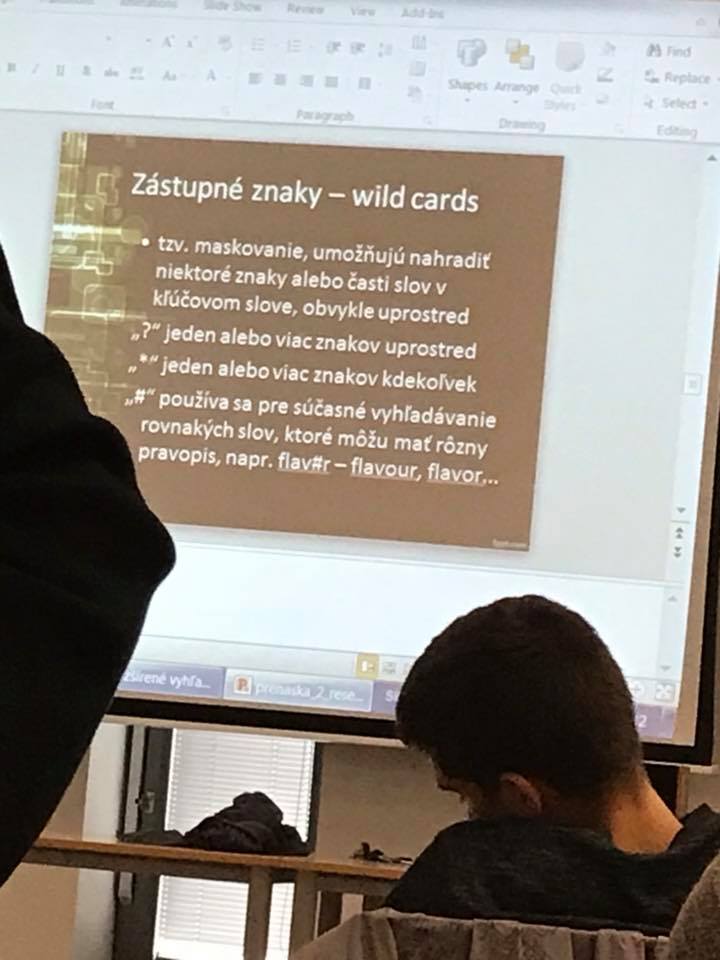 Animations Slide Show Review View Add-Ins
Find
Replace
Select
Shapes Arrange Quick
Styles
Font Paragraph Drawing Editing
Zástupné znaky – wild cards
• tzv. maskovanie, umožňujú nahradiť
niektoré znaky alebo časti slov v
kľúčovom slove, obvykle uprostred
„?“ jeden alebo viac znakov uprostred
„*“ jeden alebo viac znakov kdekoľvek
„#“ používa sa pre súčasné vyhľadávanie
rovnakých slov, ktoré môžu mať rôzny
pravopis, napr. flav#r – flavour, flavor...
prenaska_2_rese...